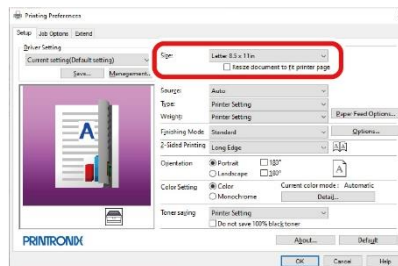 Printing Preferences
Setup Job Options Extend
Driver Setting
Current setting(Default setting)
Save... Management..
Size: Letter 8.5 x 11in
Resize document to fit printer page
Source: Auto
Type: Printer Setting
Weight: Printer Setting Paper Feed Options...
Finishing Mode Standard Options...
2-Sided Printing Long Edge
Orientation Portrait 180°
Landscape 180°
Color Setting Color Current color mode: Automatic
Monochrome Detail...
Toner saving Printer Setting
Do not save 100% black toner
A
A
PRINTRONIX
About... Default
OK Cancel Help